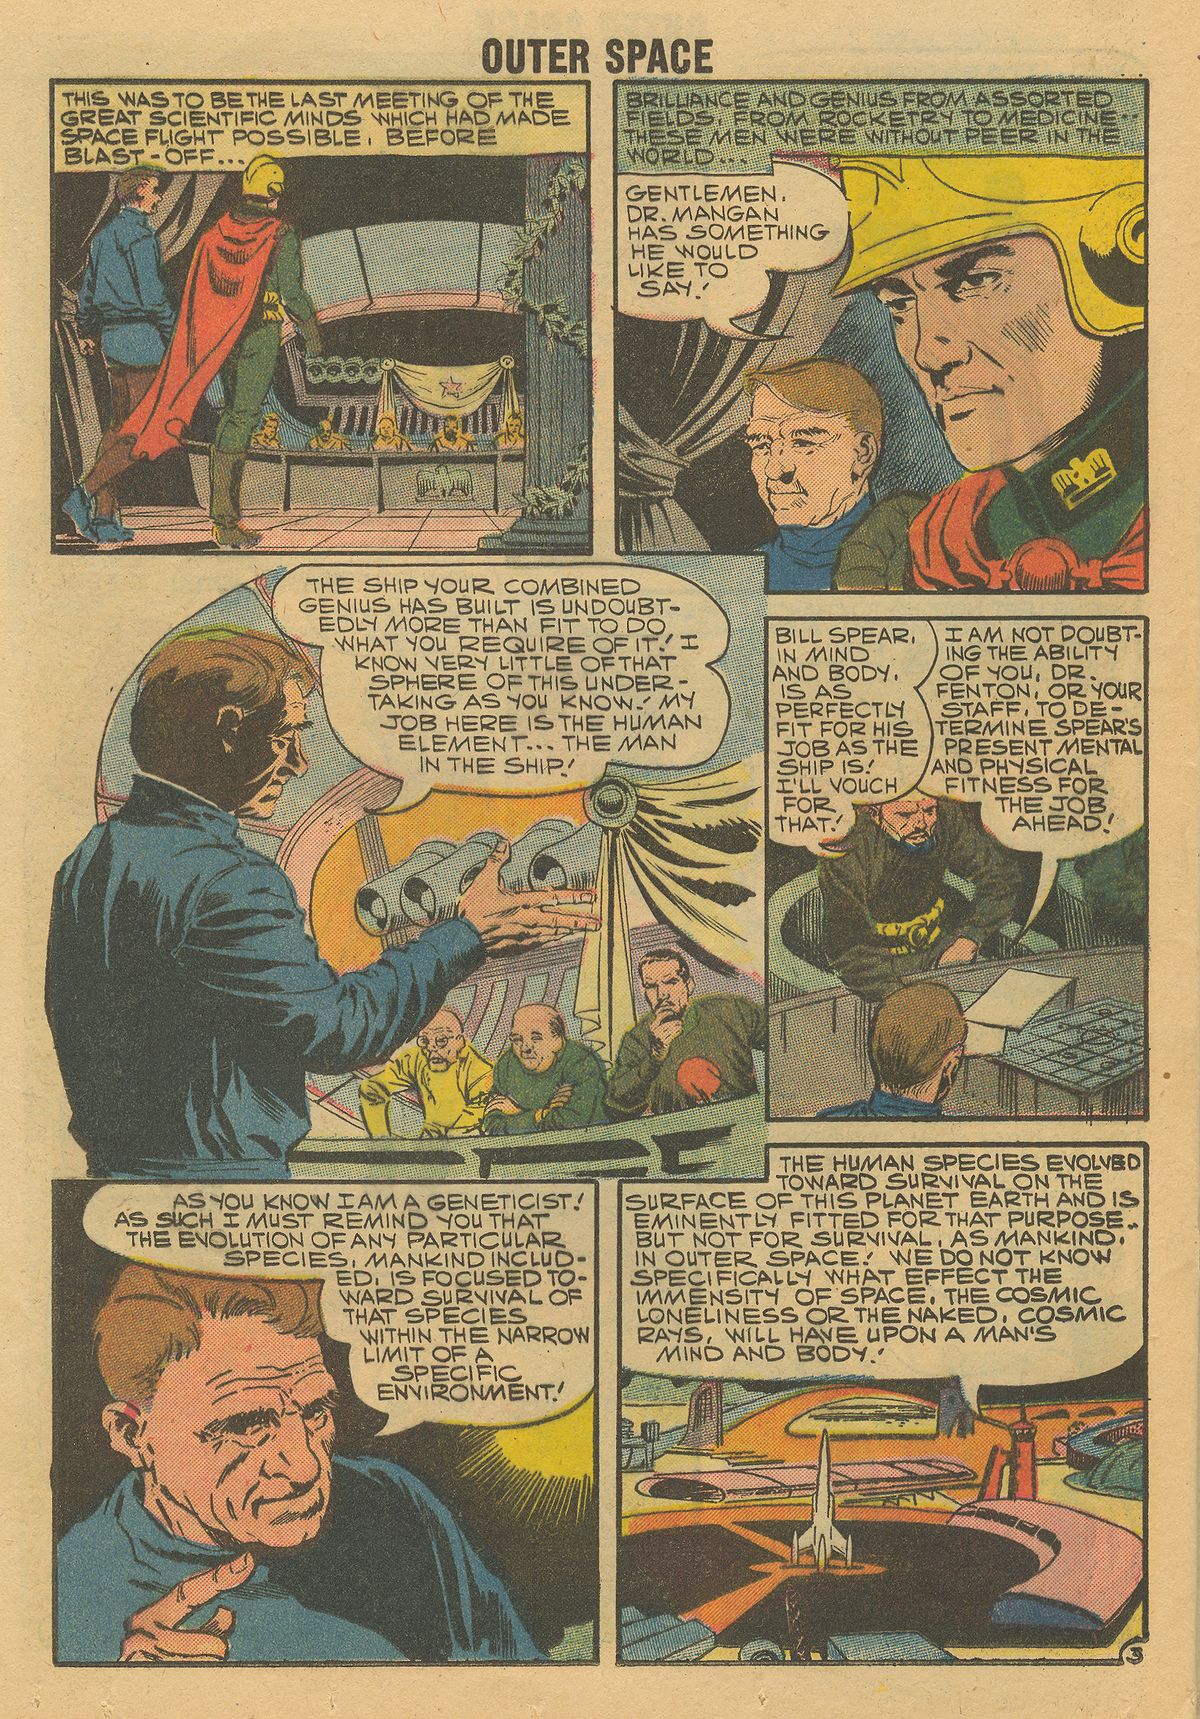 OUTER SPACE
THIS WAS TO BE THE LAST MEETING OF THE
GREAT SCIENTIFIC MINDS WHICH HAD MADE
SPACE FLIGHT POSSIBLE, BEFORE
BLAST-OFF...
BRILLIANCE AND GENIUS FROM ASSORTED
FIELDS, FROM ROCKETRY TO MEDICINE--
THESE MEN WERE WITHOUT PEER IN THE
WORLD...
GENTLEMEN,
DR. MANGAN
HAS SOMETHING
HE WOULD
LIKE TO
SAY!
THE SHIP YOUR COMBINED
GENIUS HAS BUILT IS UNDOUBT-
EDLY MORE THAN FIT TO DO
WHAT YOU REQUIRE OF IT! I
KNOW VERY LITTLE OF THAT
SPHERE OF THIS UNDER-
TAKING AS YOU KNOW! MY
JOB HERE IS THE HUMAN
ELEMENT... THE MAN
IN THE SHIP!
BILL SPEAR,
IN MIND
AND BODY,
IS AS
PERFECTLY
FIT FOR HIS
JOB AS THE
SHIP IS!
I'LL VOUCH
FOR
THAT!
I AM NOT DOUBT-
ING THE ABILITY
OF YOU, DR.
FENTON, OR YOUR
STAFF, TO DE-
TERMINE SPEAR'S
PRESENT MENTAL
AND PHYSICAL
FITNESS FOR
THE JOB
AHEAD!
AS YOU KNOW I AM A GENETICIST!
AS SUCH I MUST REMIND YOU THAT
THE EVOLUTION OF ANY PARTICULAR
SPECIES, MANKIND INCLUD-
ED, IS FOCUSED TO-
WARD SURVIVAL OF
THAT SPECIES
WITHIN THE NARROW
LIMIT OF A
SPECIFIC
ENVIRONMENT!
THE HUMAN SPECIES EVOLVED
TOWARD SURVIVAL ON THE
SURFACE OF THIS PLANET EARTH AND IS
EMINENTLY FITTED FOR THAT PURPOSE..
BUT NOT FOR SURVIVAL, AS MANKIND,
IN OUTER SPACE! WE DO NOT KNOW
SPECIFICALLY WHAT EFFECT THE
IMMENSITY OF SPACE, THE COSMIC
LONELINESS OR THE NAKED, COSMIC
RAYS, WILL HAVE UPON A MAN'S
MIND AND BODY!
3